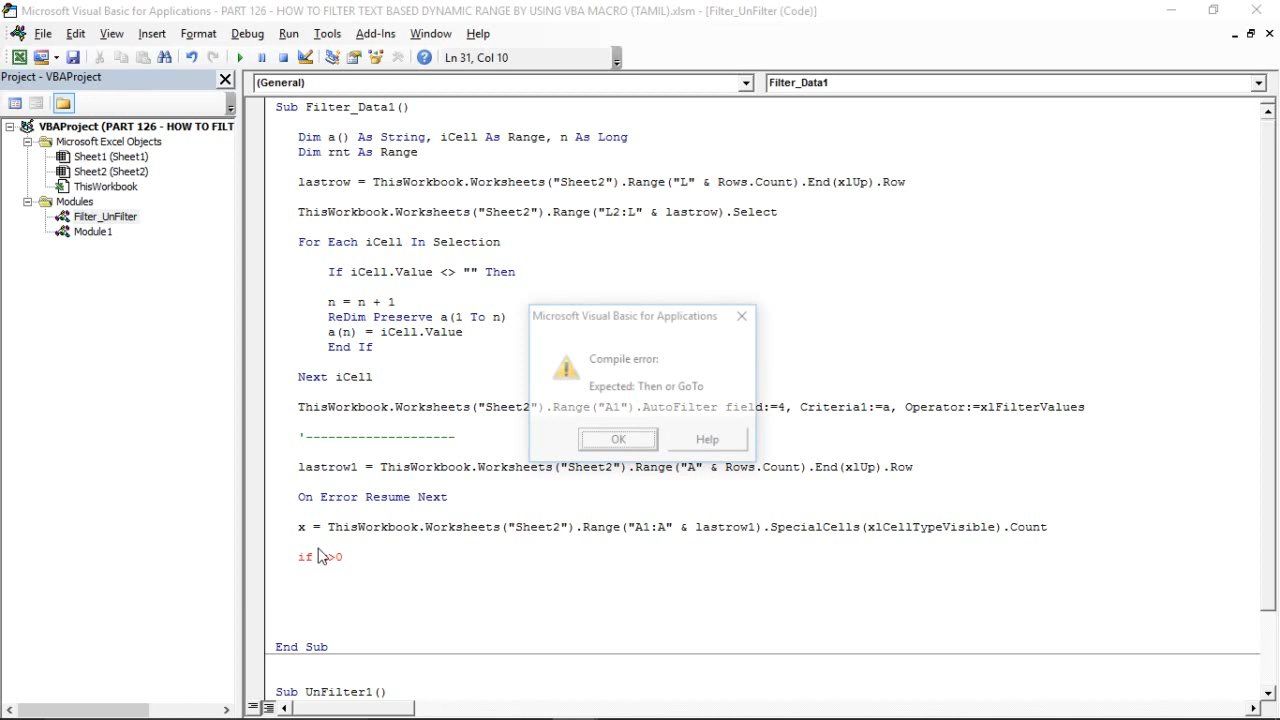 Microsoft Visual Basic for Applications - PART 126 - HOW TO FILTER TEXT BASED DYNAMIC RANGE BY USING VBA MACRO (TAMIL).xlsm - [Filter_UnFilter (Code)]
File Edit View Insert Format Debug Run Tools Add-Ins Window Help
Ln 31, Col 10
Project - VBAProject
(General)
Filter_Data1
VBAProject (PART 126 - HOW TO FILT
Microsoft Excel Objects
Sheet1 (Sheet1)
Sheet2 (Sheet2)
ThisWorkbook
Modules
Filter_UnFilter
Module1
Sub Filter_Data1()
Dim a() As String, iCell As Range, n As Long
Dim rnt As Range
lastrow = ThisWorkbook.Worksheets("Sheet2").Range("L" & Rows.Count).End(xlUp).Row
ThisWorkbook.Worksheets("Sheet2").Range("L2:L" & lastrow).Select
For Each iCell In Selection
If iCell.Value <> "" Then
n = n + 1
ReDim Preserve a(1 To n)
a(n) = iCell.Value
End If
Next iCell
ThisWorkbook.Worksheets("Sheet2").Range("A1").AutoFilter field:=4, Criteria1:=a, Operator:=xlFilterValues
'--------------------
lastrow1 = ThisWorkbook.Worksheets("Sheet2").Range("A" & Rows.Count).End(xlUp).Row
On Error Resume Next
x = ThisWorkbook.Worksheets("Sheet2").Range("A1:A" & lastrow1).SpecialCells(xlCellTypeVisible).Count
if >0
End Sub
Sub UnFilter1()
Microsoft Visual Basic for Applications
Compile error:
Expected: Then or GoTo
OK Help